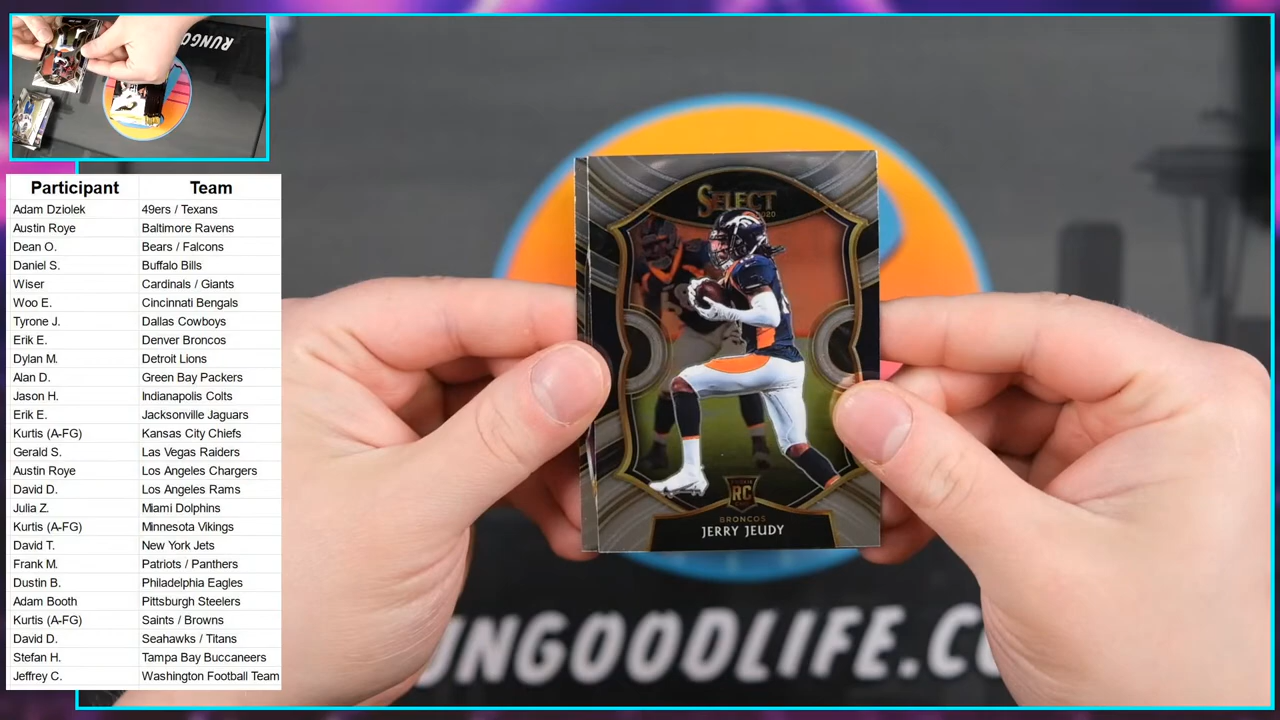 RUNGOOD
Participant Team
Adam Dziolek 49ers / Texans
Austin Roye Baltimore Ravens
Dean O. Bears / Falcons
Daniel S. Buffalo Bills
Wiser Cardinals / Giants
Woo E. Cincinnati Bengals
Tyrone J. Dallas Cowboys
Erik E. Denver Broncos
Dylan M. Detroit Lions
Alan D. Green Bay Packers
Jason H. Indianapolis Colts
Erik E. Jacksonville Jaguars
Kurtis (A-FG) Kansas City Chiefs
Gerald S. Las Vegas Raiders
Austin Roye Los Angeles Chargers
David D. Los Angeles Rams
Julia Z. Miami Dolphins
Kurtis (A-FG) Minnesota Vikings
David T. New York Jets
Frank M. Patriots / Panthers
Dustin B. Philadelphia Eagles
Adam Booth Pittsburgh Steelers
Kurtis (A-FG) Saints / Browns
David D. Seahawks / Titans
Stefan H. Tampa Bay Buccaneers
Jeffrey C. Washington Football Team
SELECT
2020
RC
BRONCOS
JERRY JEUDY
UNGOODLIFE.CO